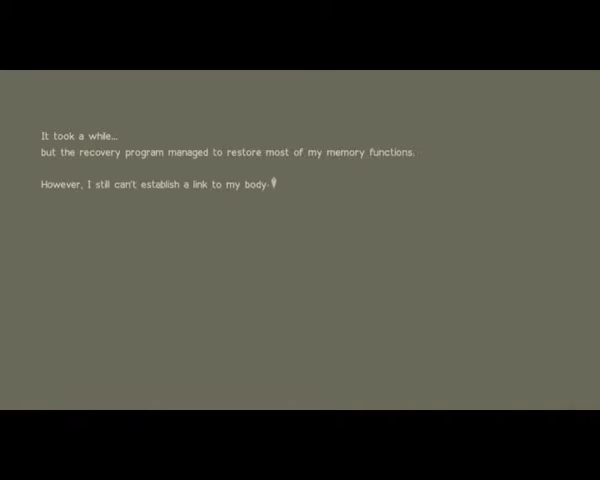 It took a while...
but the recovery program managed to restore most of my memory functions.
However, I still can't establish a link to my body.